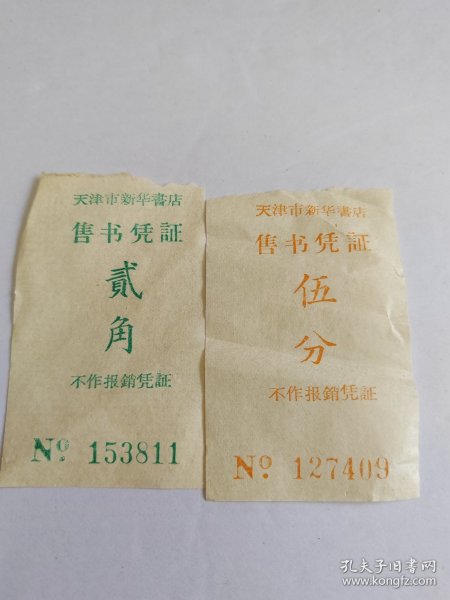 天津市新华書店
售书凭証
貳角
不作报銷凭証
No 153811
天津市新华書店
售书凭証
伍分
不作报銷凭証
No 127409
孔夫子旧书网
www.kongfz.com